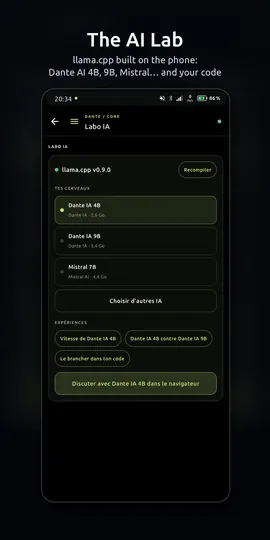 The AI Lab
llama.cpp built on the phone:
Dante AI 4B, 9B, Mistral... and your code
20:34
86%
DANTE / CORE
Labo IA
LABO IA
llama.cpp v0.9.0
Recompiler
TES CERVEAUX
Dante IA 4B
Dante IA · 2,6 Go
Dante IA 9B
Dante IA · 5,4 Go
Mistral 7B
Mistral AI · 4,4 Go
Choisir d'autres IA
EXPÉRIENCES
Vitesse de Dante IA 4B
Dante IA 4B contre Dante IA 9B
Le brancher dans ton code
Discuter avec Dante IA 4B dans le navigateur